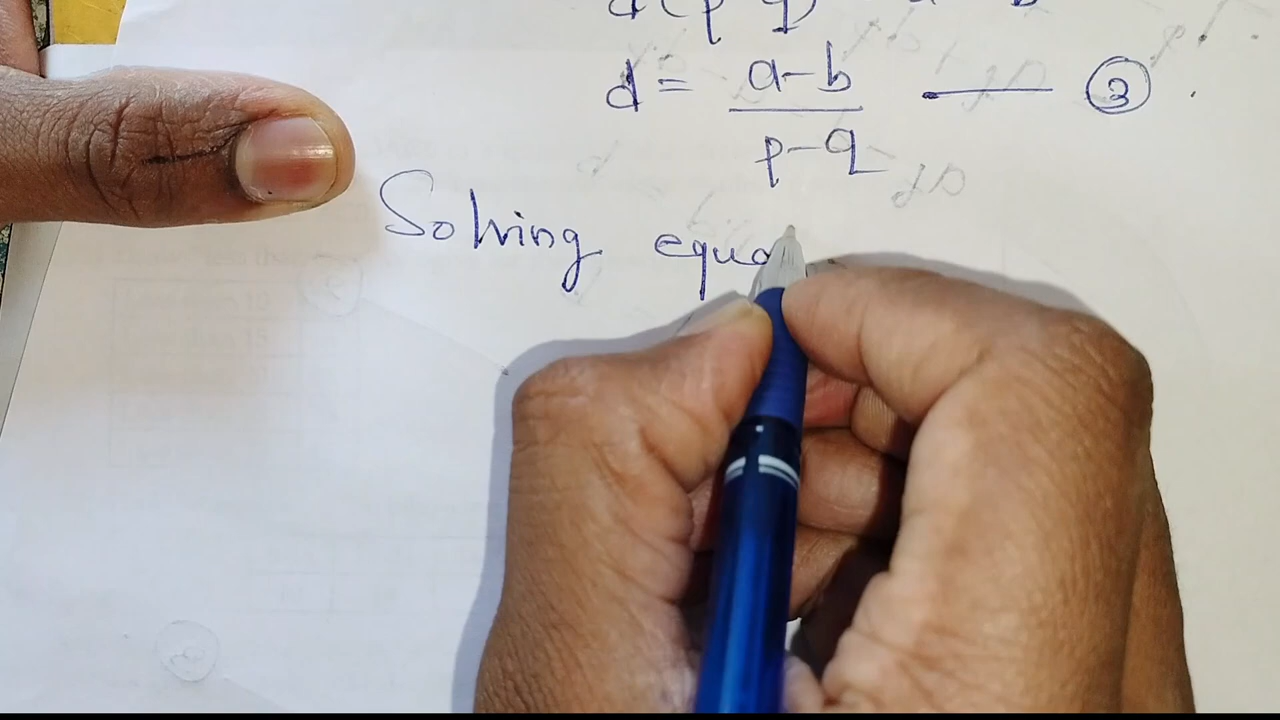 d(p-q) = a-b
d = a-b / p-q — ③ .
Solving equa